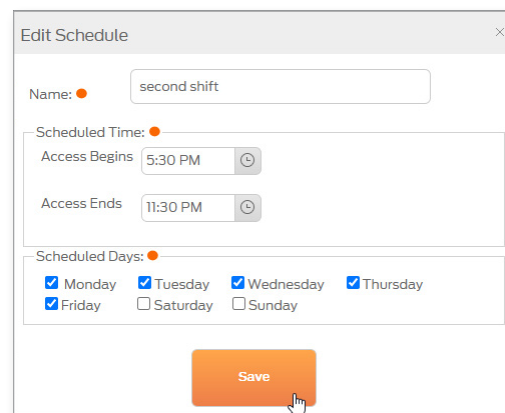 Edit Schedule
Name:
second shift
Scheduled Time:
Access Begins 5:30 PM
Access Ends 11:30 PM
Scheduled Days:
Monday Tuesday Wednesday Thursday
Friday Saturday Sunday
Save